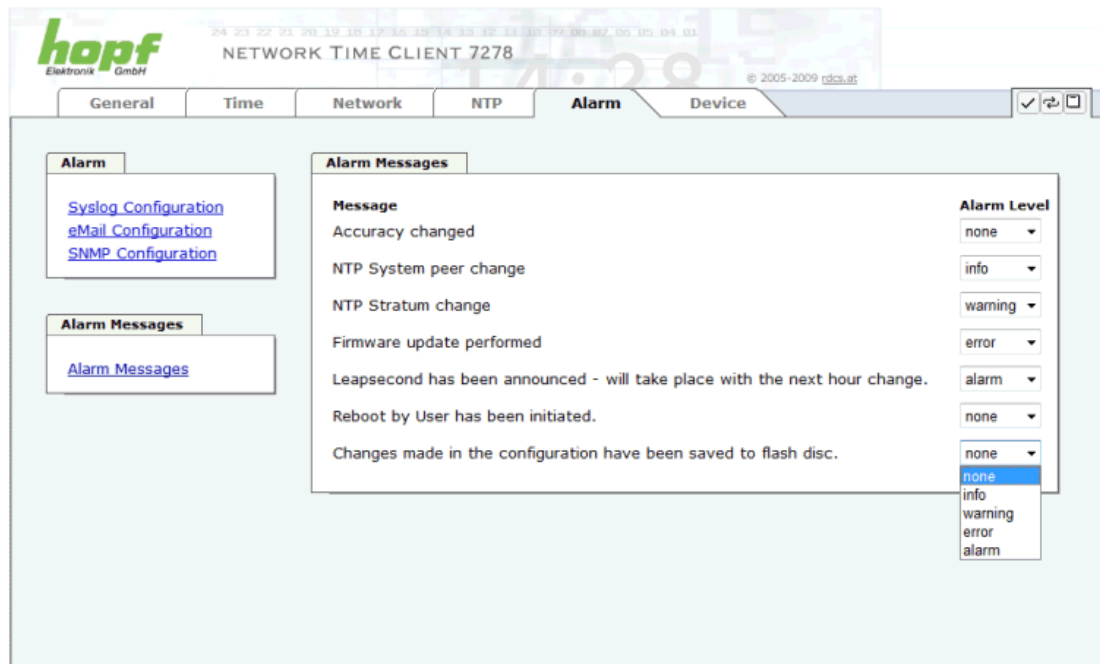 hopf
Elektronik GmbH
24 23 22 21 20 19 18 17 16 15 14 13 12 11 10 09 08 07 06 05 04 01
NETWORK TIME CLIENT 7278
14:28
© 2005-2009 rdcs.at
General Time Network NTP Alarm Device
Alarm
Syslog Configuration
eMail Configuration
SNMP Configuration
Alarm Messages
Alarm Messages
Alarm Messages
Message Alarm Level
Accuracy changed none
NTP System peer change info
NTP Stratum change warning
Firmware update performed error
Leapsecond has been announced - will take place with the next hour change. alarm
Reboot by User has been initiated. none
Changes made in the configuration have been saved to flash disc. none
none
info
warning
error
alarm